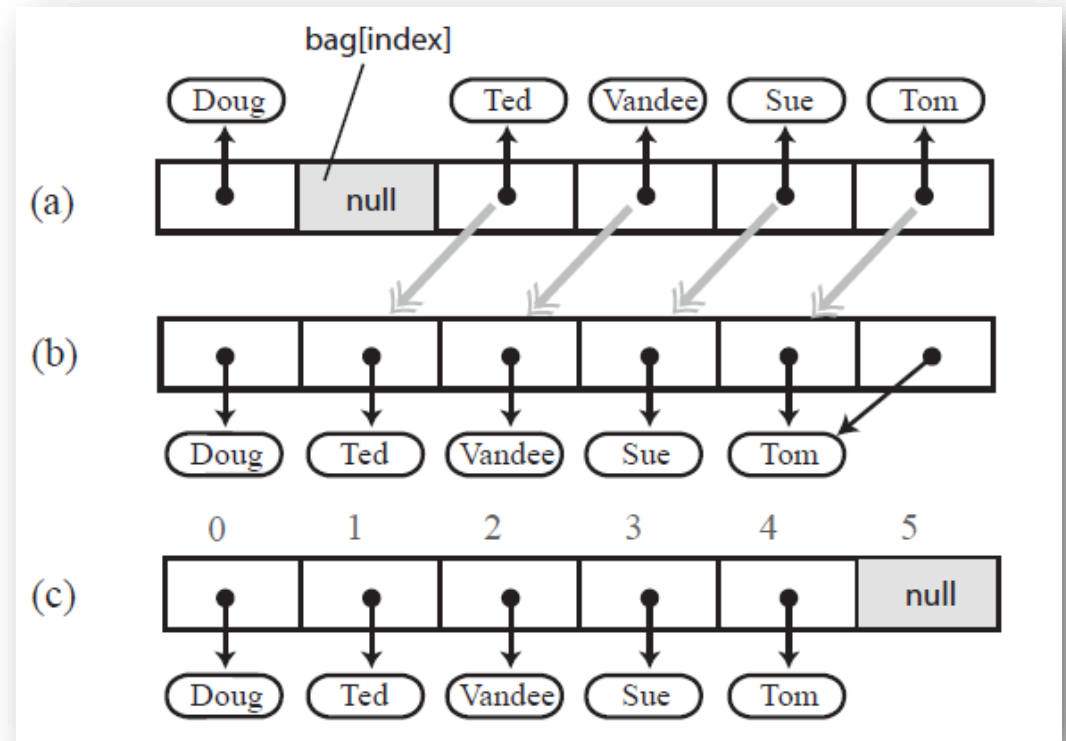 bag[index]
Doug Ted Vandee Sue Tom
(a) null
(b)
Doug Ted Vandee Sue Tom
0 1 2 3 4 5
(c) null
Doug Ted Vandee Sue Tom